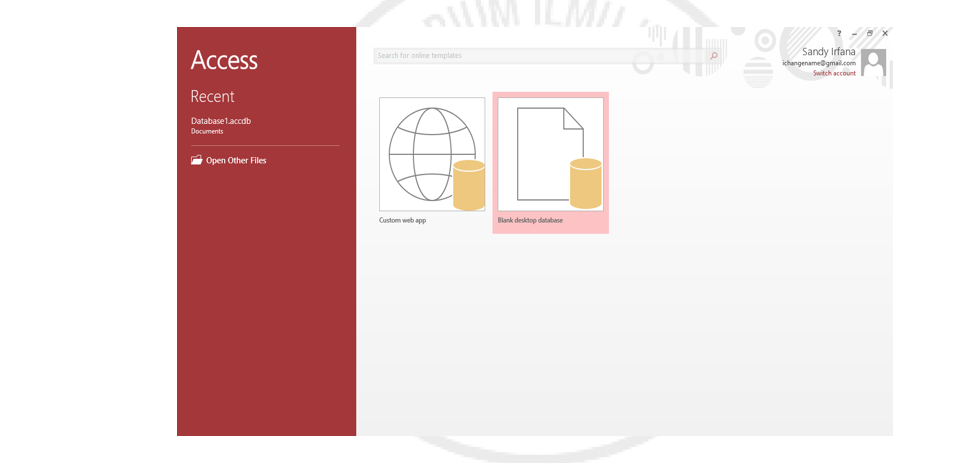 Access
Recent
Database1.accdb
Documents
Open Other Files
Search for online templates
?
Sandy Irfana
ichangename@gmail.com
Switch account
Custom web app
Blank desktop database